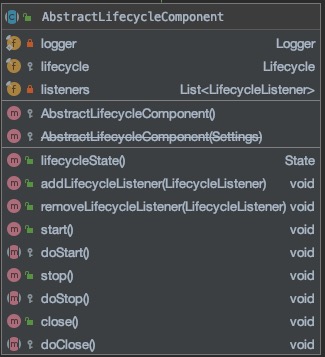 AbstractLifecycleComponent
logger Logger
lifecycle Lifecycle
listeners List<LifecycleListener>
AbstractLifecycleComponent()
AbstractLifecycleComponent(Settings)
lifecycleState() State
addLifecycleListener(LifecycleListener) void
removeLifecycleListener(LifecycleListener) void
start() void
doStart() void
stop() void
doStop() void
close() void
doClose() void